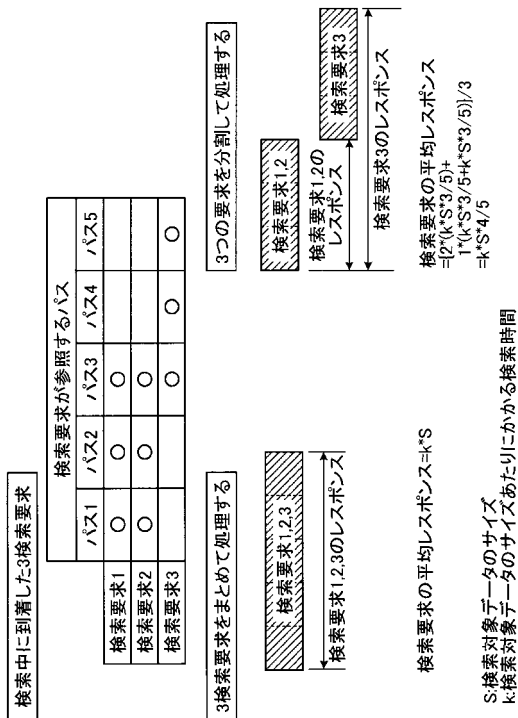 検索中に到着した3検索要求
検索要求が参照するパス
パス1 パス2 パス3 パス4 パス5
検索要求1 ○ ○ ○
検索要求2 ○ ○ ○
検索要求3 ○ ○ ○
3検索要求をまとめて処理する
検索要求1,2,3
検索要求1,2,3のレスポンス
検索要求の平均レスポンス=k*S
3つの要求を分割して処理する
検索要求1,2
検索要求3
検索要求1,2の
レスポンス
検索要求3のレスポンス
検索要求の平均レスポンス
=[2*(k*S*3/5)+
1*(k*S*3/5+k*S*3/5)]/3
=k*S*4/5
S:検索対象データのサイズ
k:検索対象データのサイズあたりにかかる検索時間